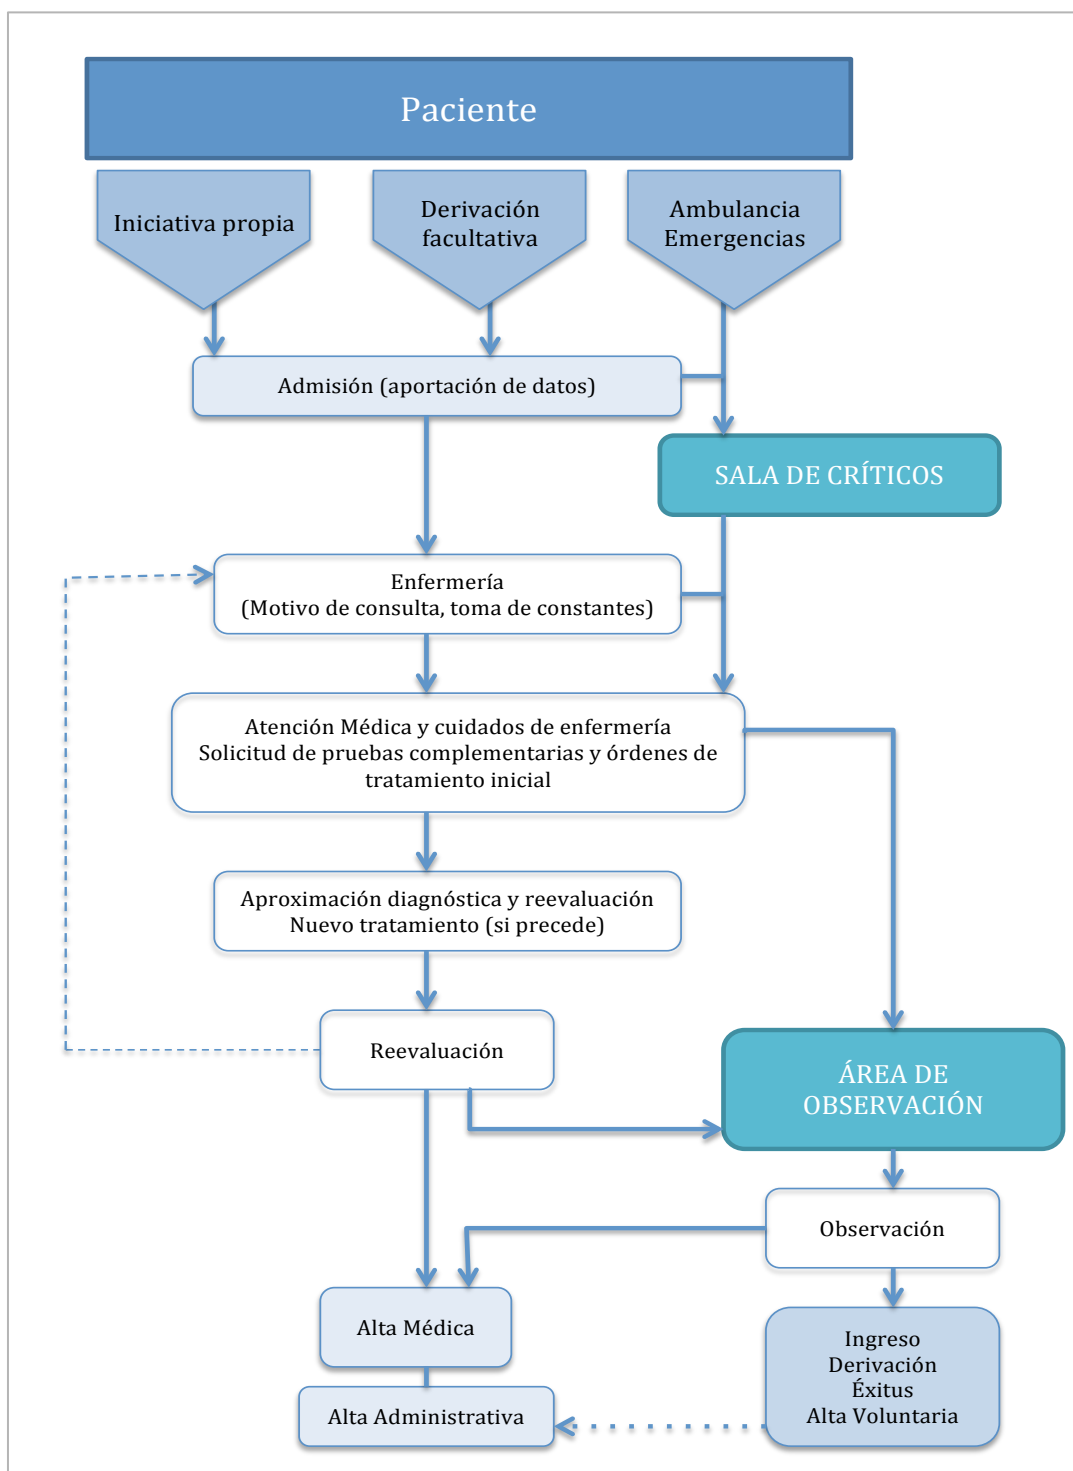 Paciente
Iniciativa propia
Derivación
facultativa
Ambulancia
Emergencias
Admisión (aportación de datos)
SALA DE CRÍTICOS
Enfermería
(Motivo de consulta, toma de constantes)
Atención Médica y cuidados de enfermería
Solicitud de pruebas complementarias y órdenes de
tratamiento inicial
Aproximación diagnóstica y reevaluación
Nuevo tratamiento (si precede)
Reevaluación
ÁREA DE
OBSERVACIÓN
Observación
Alta Médica
Ingreso
Derivación
Éxitus
Alta Voluntaria
Alta Administrativa